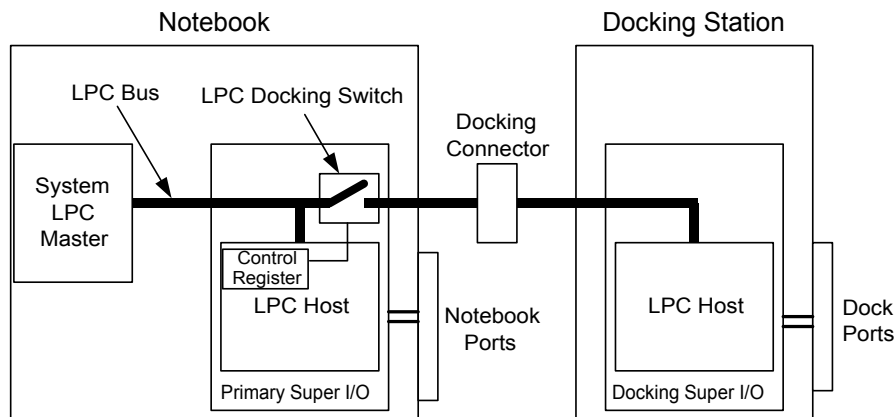 Notebook
Docking Station
LPC Bus
LPC Docking Switch
Docking
Connector
System
LPC
Master
Control
Register
LPC Host
Notebook
Ports
Primary Super I/O
LPC Host
Dock
Ports
Docking Super I/O